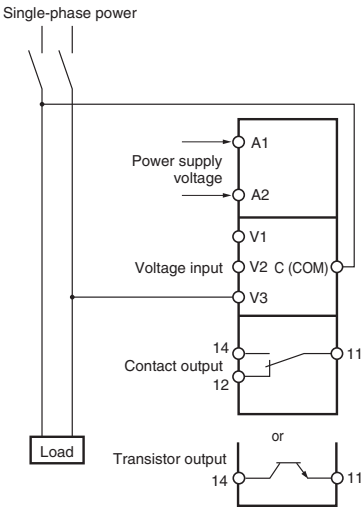 Single-phase power
A1
Power supply
voltage
A2
V1
Voltage input
V2
C (COM)
V3
14
11
Contact output
12
or
Load
Transistor output
14
11